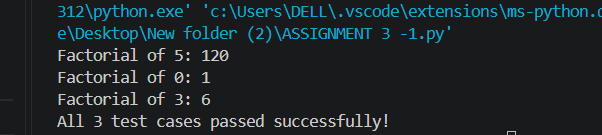 312\python.exe' 'c:\Users\DELL\.vscode\extensions\ms-python.
e\Desktop\New folder (2)\ASSIGNMENT 3 -1.py'
Factorial of 5: 120
Factorial of 0: 1
Factorial of 3: 6
All 3 test cases passed successfully!